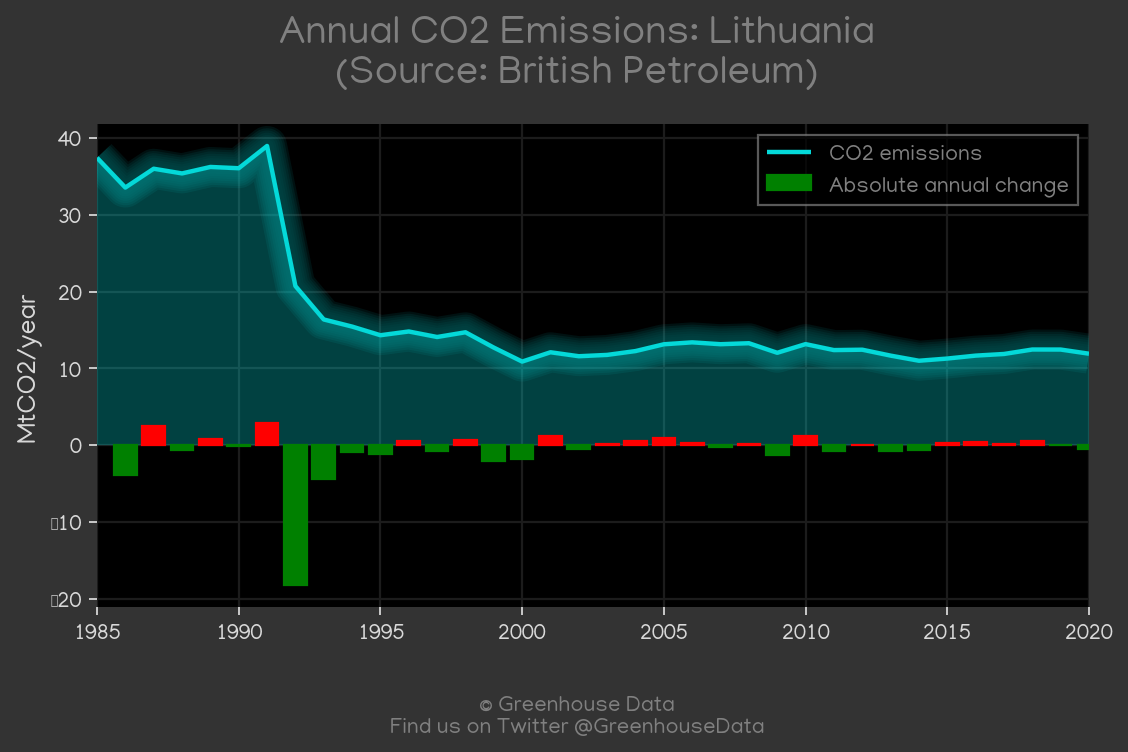 Annual CO2 Emissions: Lithuania
(Source: British Petroleum)
CO2 emissions
Absolute annual change
MtCO2/year
40
30
20
10
0
▯10
▯20
1985 1990 1995 2000 2005 2010 2015 2020
© Greenhouse Data
Find us on Twitter @GreenhouseData